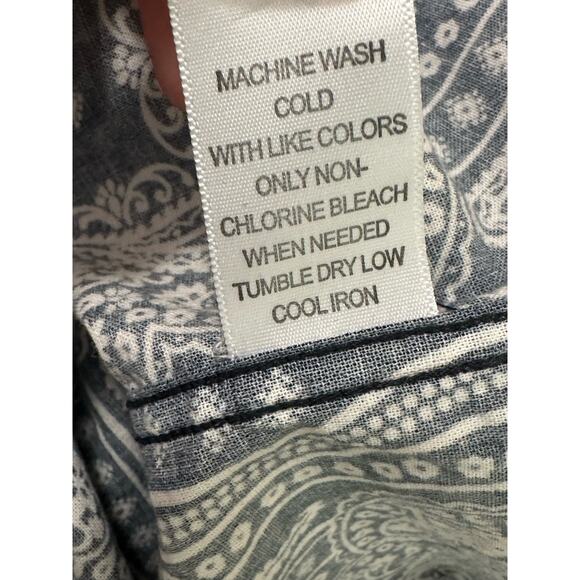 MACHINE WASH
COLD
WITH LIKE COLORS
ONLY NON-
CHLORINE BLEACH
WHEN NEEDED
TUMBLE DRY LOW
COOL IRON